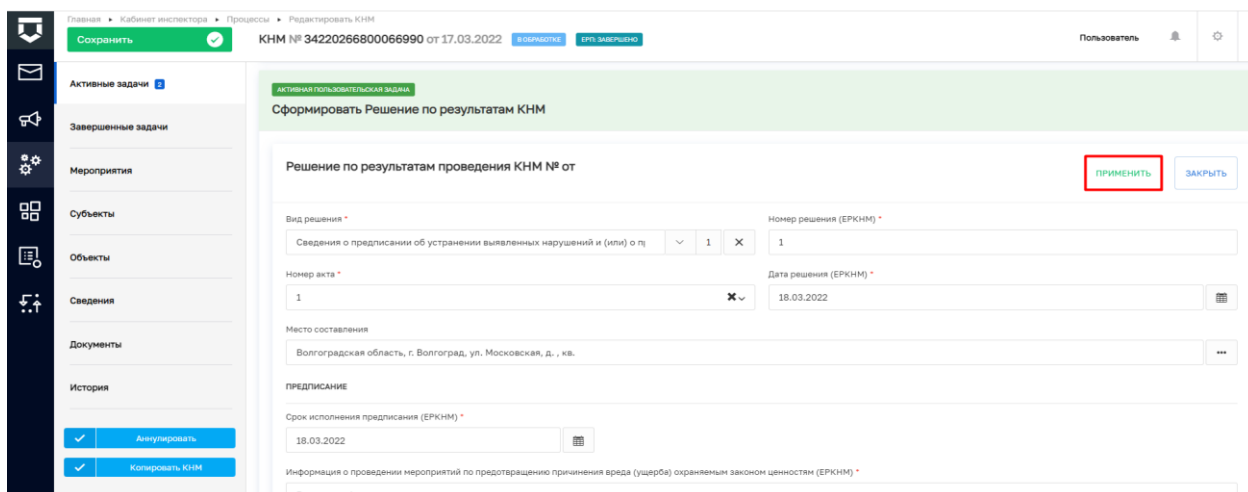 Главная ▸ Кабинет инспектора ▸ Процессы ▸ Редактировать КНМ
Сохранить
КНМ № 34220266800066990 от 17.03.2022 В ОБРАБОТКЕ ЕРП: ЗАВЕРШЕНО
Пользователь
Активные задачи 2
Завершенные задачи
Мероприятия
Субъекты
Объекты
Сведения
Документы
История
Аннулировать
Копировать КНМ
АКТИВНАЯ ПОЛЬЗОВАТЕЛЬСКАЯ ЗАДАЧА
Сформировать Решение по результатам КНМ
Решение по результатам проведения КНМ № от
ПРИМЕНИТЬ ЗАКРЫТЬ
Вид решения * Номер решения (ЕРКНМ) *
Сведения о предписании об устранении выявленных нарушений и (или) о 1 1
Номер акта * Дата решения (ЕРКНМ) *
1 18.03.2022
Место составления
Волгоградская область, г. Волгоград, ул. Московская, д. , кв.
ПРЕДПИСАНИЕ
Срок исполнения предписания (ЕРКНМ) *
18.03.2022
Информация о проведении мероприятий по предотвращению причинения вреда (ущерба) охраняемым законом ценностям (ЕРКНМ) *